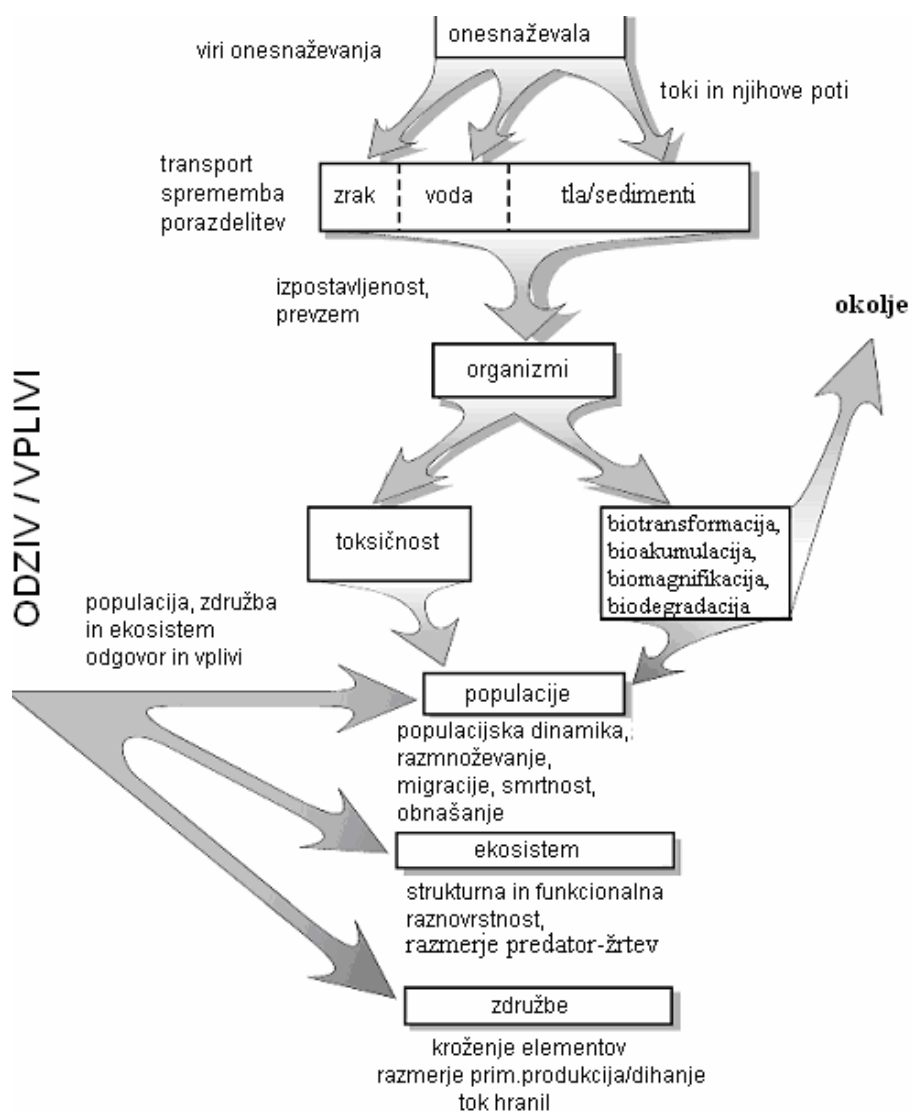 onesnaževala
viri onesnaževanja
toki in njihove poti
transport
sprememba
porazdelitev
zrak
voda
tla/sedimenti
izpostavljenost,
prevzem
okolje
organizmi
ODZIV / VPLIVI
toksičnost
biotransformacija,
bioakumulacija,
biomagnifikacija,
biodegradacija
populacija, združba
in ekosistem
odgovor in vplivi
populacije
populacijska dinamika,
razmnoževanje,
migracije, smrtnost,
obnašanje
ekosistem
strukturna in funkcionalna
raznovrstnost,
razmerje predator-žrtev
združbe
kroženje elementov
razmerje prim.produkcija/dihanje
tok hranil